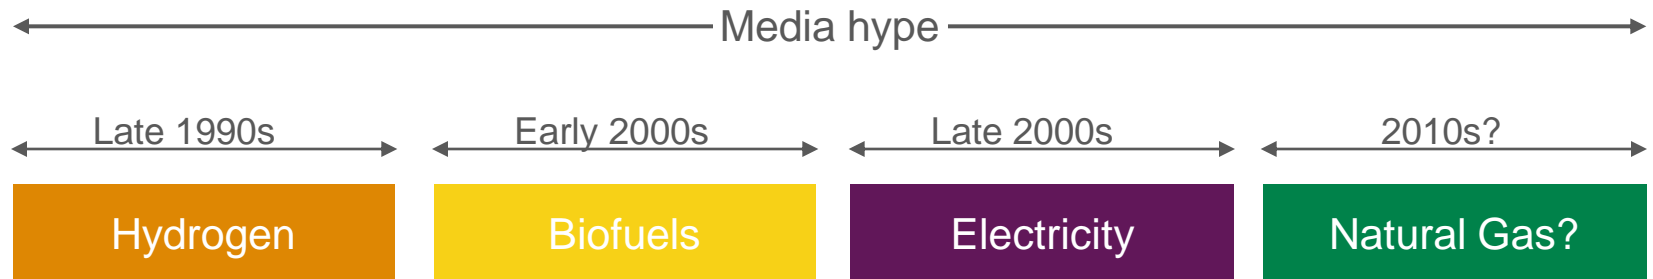 Media hype
Late 1990s Early 2000s Late 2000s 2010s?
Hydrogen Biofuels Electricity Natural Gas?